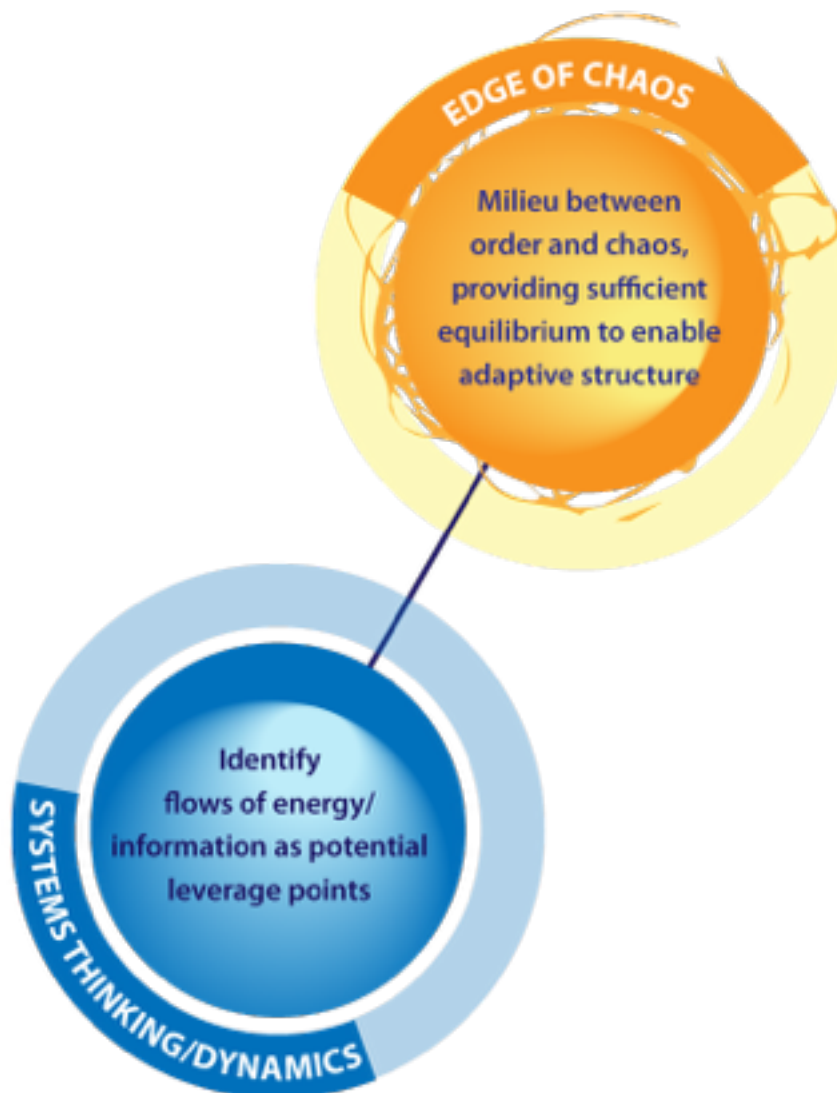 EDGE OF CHAOS
Milieu between
order and chaos,
providing sufficient
equilibrium to enable
adaptive structure
Identify
flows of energy/
information as potential
leverage points
SYSTEMS THINKING/DYNAMICS